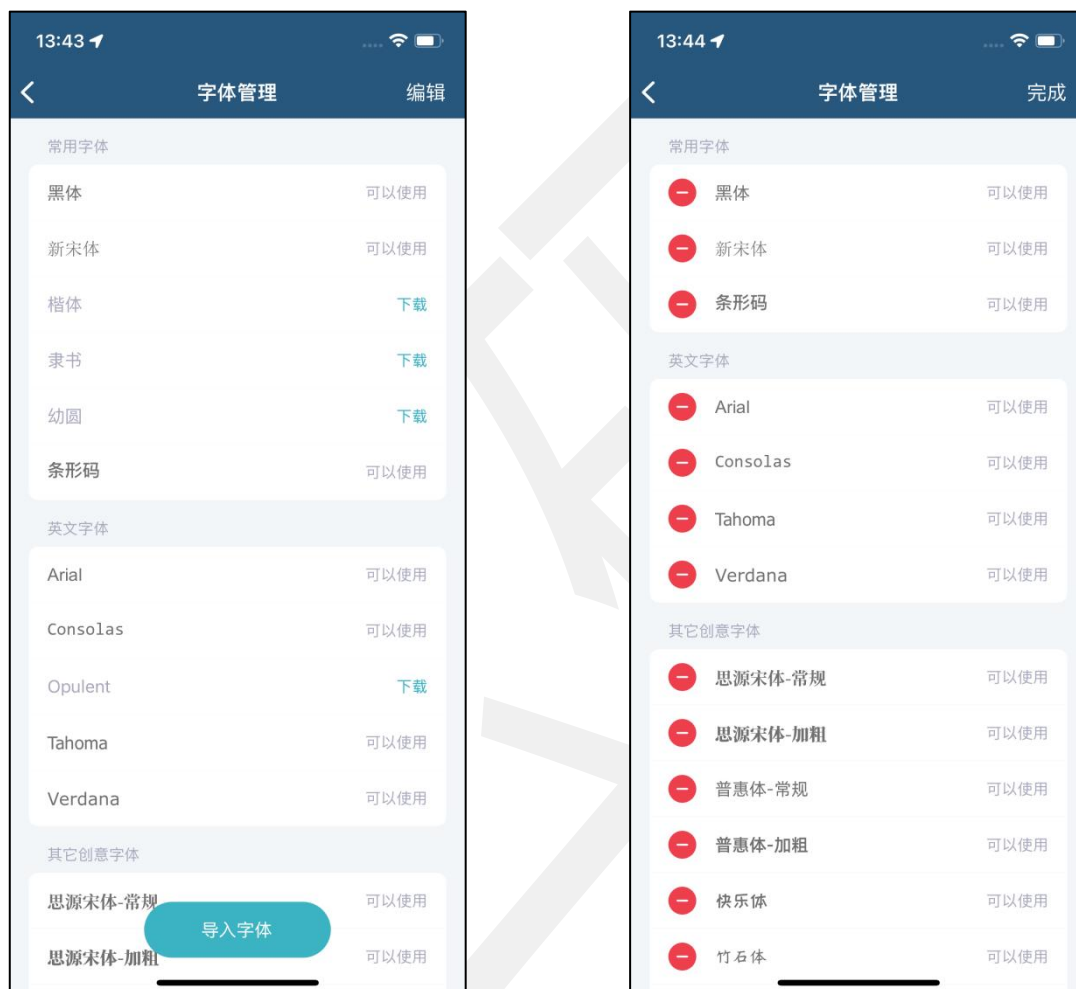 13:43
字体管理 编辑
常用字体
黑体 可以使用
新宋体 可以使用
楷体 下载
隶书 下载
幼圆 下载
条形码 可以使用
英文字体
Arial 可以使用
Consolas 可以使用
Opulent 下载
Tahoma 可以使用
Verdana 可以使用
其它创意字体
思源宋体-常规 可以使用
导入字体
思源宋体-加粗 可以使用
13:44
字体管理 完成
常用字体
黑体 可以使用
新宋体 可以使用
条形码 可以使用
英文字体
Arial 可以使用
Consolas 可以使用
Tahoma 可以使用
Verdana 可以使用
其它创意字体
思源宋体-常规 可以使用
思源宋体-加粗 可以使用
普惠体-常规 可以使用
普惠体-加粗 可以使用
快乐体 可以使用
竹石体 可以使用